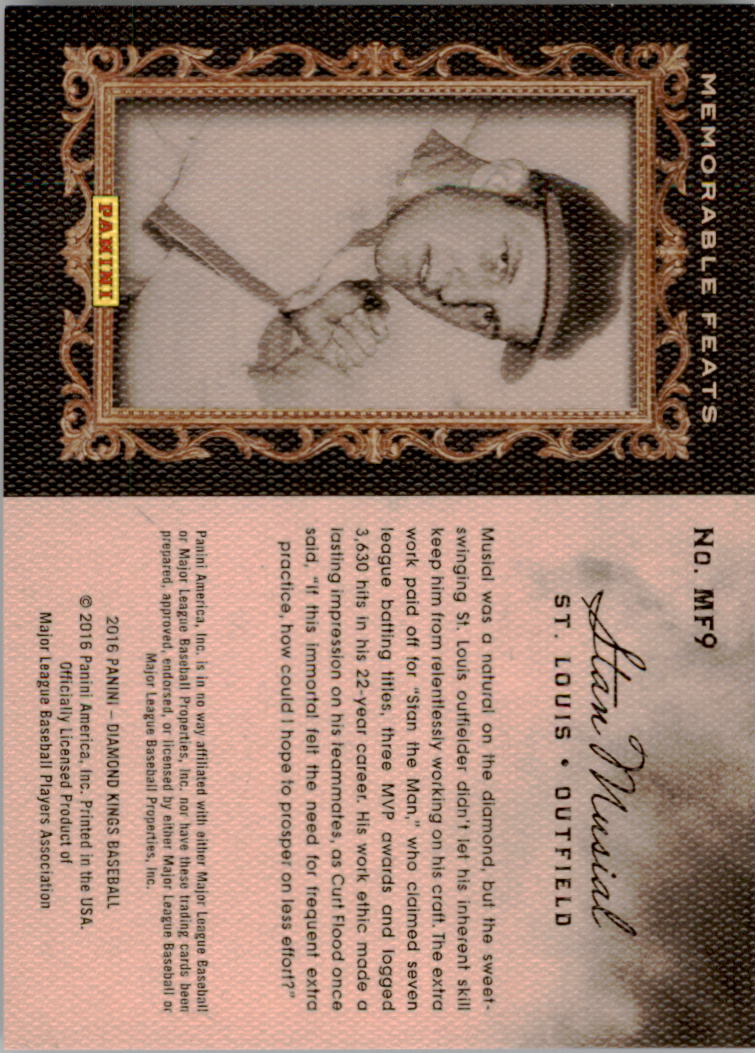 MEMORABLE FEATS
PANINI
No. MF9
Stan Musial
ST. LOUIS • OUTFIELD
Musial was a natural on the diamond, but the sweet-
swinging St. Louis outfielder didn't let his inherent skill
keep him from relentlessly working on his craft. The extra
work paid off for "Stan the Man," who claimed seven
league batting titles, three MVP awards and logged
3,630 hits in his 22-year career. His work ethic made a
lasting impression on his teammates, as Curt Flood once
said, "If this immortal felt the need for frequent extra
practice, how could I hope to prosper on less effort?"
Panini America, Inc. is in no way affiliated with either Major League Baseball
or Major League Baseball Properties, Inc. nor have these trading cards been
prepared, approved, endorsed, or licensed by either Major League Baseball or
Major League Baseball Properties, Inc.
2016 PANINI – DIAMOND KINGS BASEBALL
© 2016 Panini America, Inc. Printed in the USA.
Officially Licensed Product of
Major League Baseball Players Association